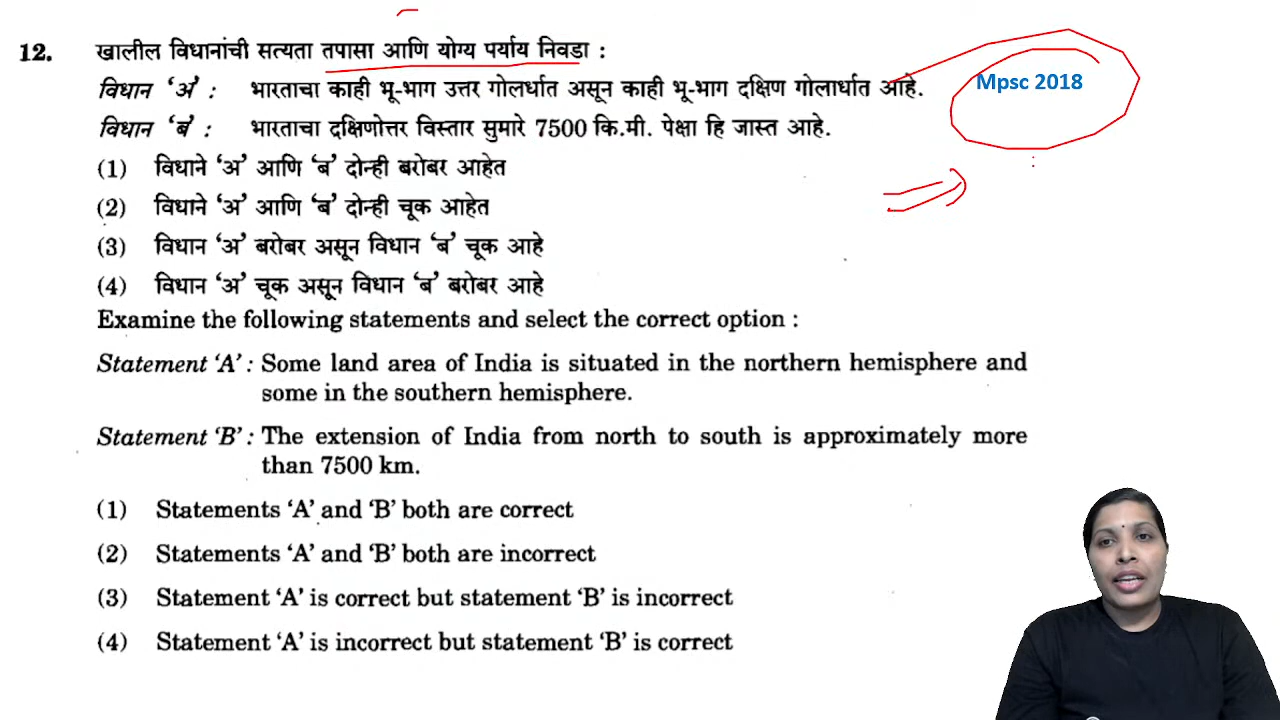 12. खालील विधानांची सत्यता तपासा आणि योग्य पर्याय निवडा :
विधान ‘अ’ : भारताचा काही भू-भाग उत्तर गोलर्धात असून काही भू-भाग दक्षिण गोलार्धात आहे.
Mpsc 2018
विधान ‘ब’ : भारताचा दक्षिणोत्तर विस्तार सुमारे 7500 कि.मी. पेक्षा हि जास्त आहे.
(1) विधाने ‘अ’ आणि ‘ब’ दोन्ही बरोबर आहेत
(2) विधाने ‘अ’ आणि ‘ब’ दोन्ही चूक आहेत
(3) विधान ‘अ’ बरोबर असून विधान ‘ब’ चूक आहे
(4) विधान ‘अ’ चूक असून विधान ‘ब’ बरोबर आहे
Examine the following statements and select the correct option :
Statement ‘A’ : Some land area of India is situated in the northern hemisphere and
some in the southern hemisphere.
Statement ‘B’ : The extension of India from north to south is approximately more
than 7500 km.
(1) Statements ‘A’ and ‘B’ both are correct
(2) Statements ‘A’ and ‘B’ both are incorrect
(3) Statement ‘A’ is correct but statement ‘B’ is incorrect
(4) Statement ‘A’ is incorrect but statement ‘B’ is correct